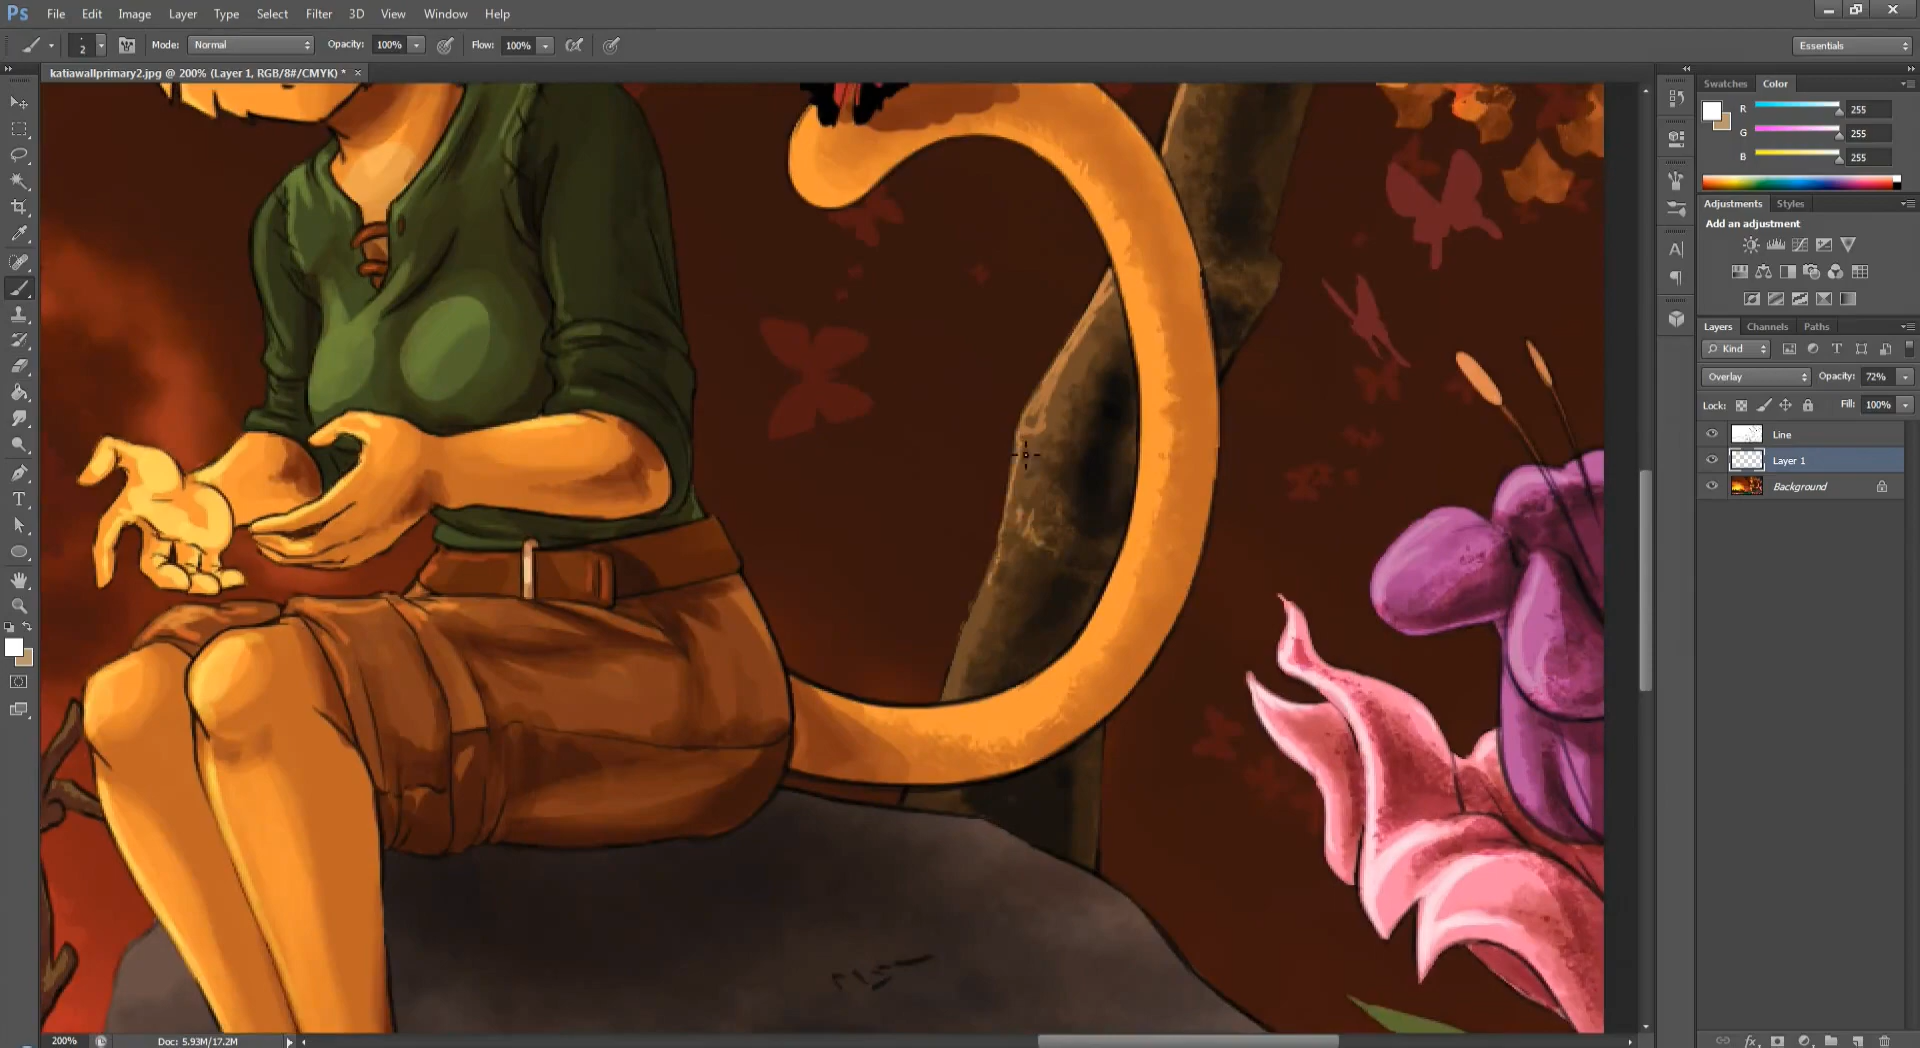 Ps File Edit Image Layer Type Select Filter 3D View Window Help
2 Mode: Normal Opacity: 100% Flow: 100% Essentials
katiawallprimary2.jpg @ 200% (Layer 1, RGB/8#/CMYK) * ×
Swatches Color
R 255
G 255
B 255
Adjustments Styles
Add an adjustment
Layers Channels Paths
Kind
Overlay Opacity: 72%
Lock: Fill: 100%
Line
Layer 1
Background
200% Doc: 5.93M/17.2M